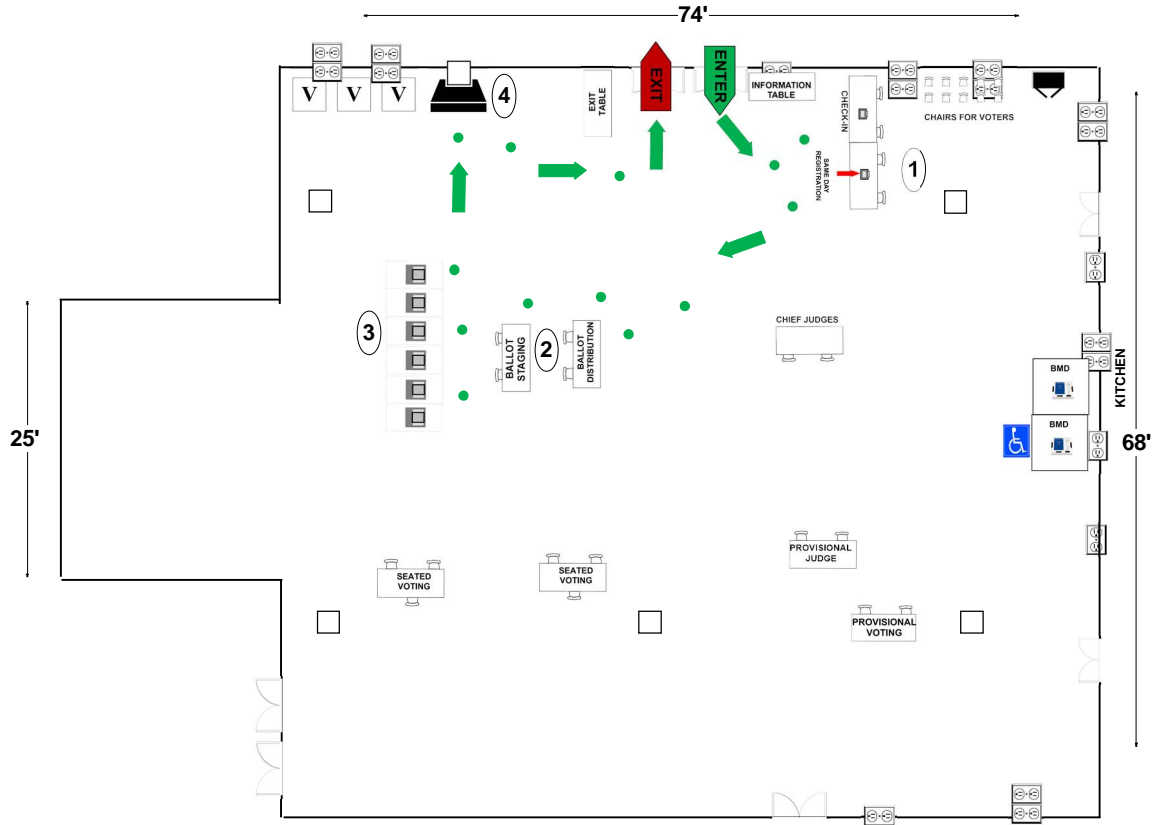 74'
EXIT
ENTER
V
V
V
4
EXIT
TABLE
INFORMATION
TABLE
CHECK-IN
CHAIRS FOR VOTERS
SAME DAY
REGISTRATION
1
3
BALLOT
STAGING
2
BALLOT
DISTRIBUTION
CHIEF JUDGES
BMD
KITCHEN
BMD
25'
68'
PROVISIONAL
JUDGE
SEATED
VOTING
SEATED
VOTING
PROVISIONAL
VOTING